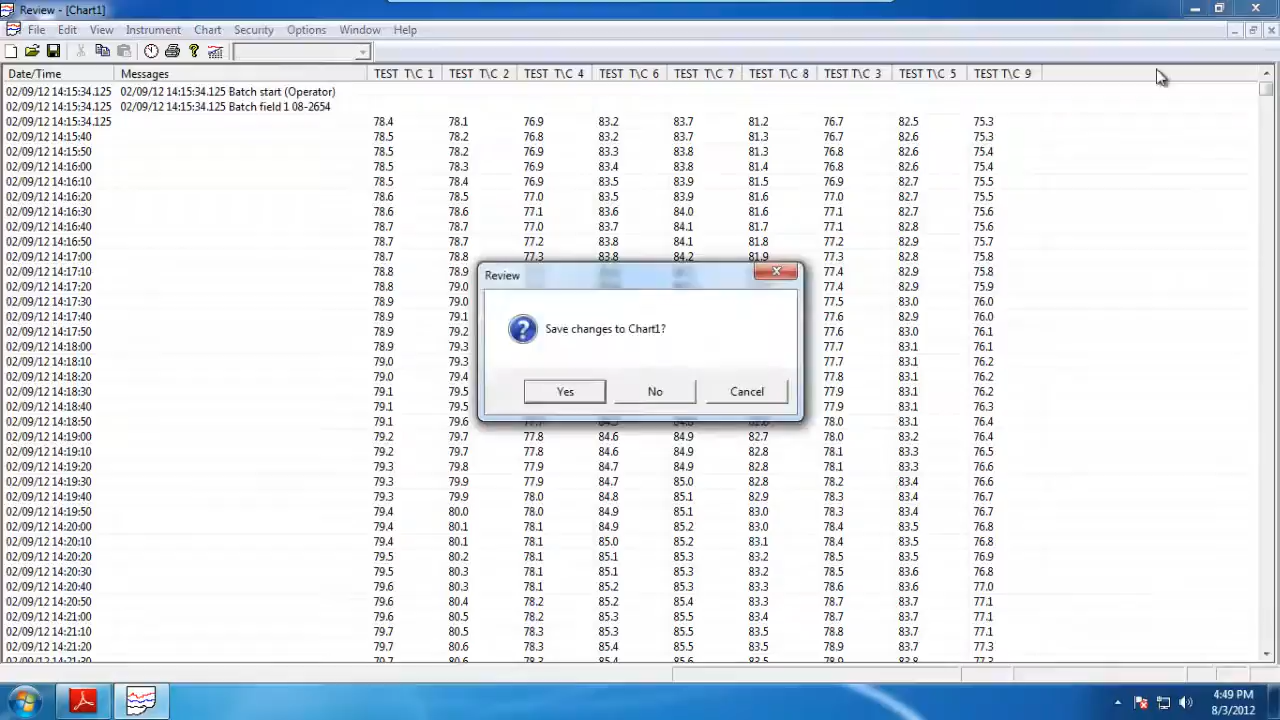 Review - [Chart1]
File Edit View Instrument Chart Security Options Window Help
Date/Time Messages TEST T\C 1 TEST T\C 2 TEST T\C 4 TEST T\C 6 TEST T\C 7 TEST T\C 8 TEST T\C 3 TEST T\C 5 TEST T\C 9
02/09/12 14:15:34.125 02/09/12 14:15:34.125 Batch start (Operator)
02/09/12 14:15:34.125 02/09/12 14:15:34.125 Batch field 1 08-2654
02/09/12 14:15:34.125 78.4 78.1 76.9 83.2 83.7 81.2 76.7 82.5 75.3
02/09/12 14:15:40 78.5 78.2 76.8 83.2 83.7 81.3 76.7 82.6 75.4
02/09/12 14:15:50 78.5 78.2 76.9 83.3 83.8 81.3 76.8 82.6 75.4
02/09/12 14:16:00 78.5 78.3 76.9 83.4 83.8 81.4 76.8 82.6 75.4
02/09/12 14:16:10 78.5 78.4 76.9 83.5 83.9 81.5 76.9 82.7 75.5
02/09/12 14:16:20 78.6 78.5 77.0 83.5 83.9 81.6 77.0 82.7 75.5
02/09/12 14:16:30 78.6 78.6 77.1 83.6 84.0 81.6 77.1 82.7 75.6
02/09/12 14:16:40 78.7 78.7 77.0 83.7 84.1 81.7 77.1 82.8 75.6
02/09/12 14:16:50 78.7 78.7 77.2 83.8 84.1 81.8 77.2 82.9 75.7
02/09/12 14:17:00 78.7 78.8 77.3 83.8 84.2 81.9 77.3 82.8 75.8
02/09/12 14:17:10 78.8 78.9 77.4 82.9 75.8
02/09/12 14:17:20 78.8 79.0 77.4 82.9 75.9
02/09/12 14:17:30 78.9 79.0 77.5 83.0 76.0
02/09/12 14:17:40 78.9 79.1 77.6 82.9 76.0
02/09/12 14:17:50 78.9 79.2 77.6 83.0 76.1
02/09/12 14:18:00 78.9 79.3 77.7 83.1 76.1
02/09/12 14:18:10 79.0 79.3 77.7 83.1 76.2
02/09/12 14:18:20 79.0 79.4 77.8 83.1 76.2
02/09/12 14:18:30 79.1 79.5 77.9 83.1 76.2
02/09/12 14:18:40 79.1 79.5 77.9 83.1 76.3
02/09/12 14:18:50 79.1 79.6 78.0 83.2 76.4
02/09/12 14:19:00 79.2 79.7 77.8 84.6 84.9 82.7 78.0 83.2 76.4
02/09/12 14:19:10 79.2 79.7 77.8 84.6 84.9 82.8 78.1 83.3 76.5
02/09/12 14:19:20 79.3 79.8 77.9 84.7 84.9 82.8 78.1 83.3 76.6
02/09/12 14:19:30 79.3 79.9 77.9 84.7 85.0 82.8 78.2 83.4 76.6
02/09/12 14:19:40 79.3 79.9 78.0 84.8 85.1 82.9 78.3 83.4 76.7
02/09/12 14:19:50 79.4 80.0 78.0 84.9 85.1 83.0 78.3 83.4 76.7
02/09/12 14:20:00 79.4 80.1 78.1 84.9 85.2 83.0 78.4 83.5 76.8
02/09/12 14:20:10 79.4 80.1 78.1 85.0 85.2 83.1 78.4 83.5 76.8
02/09/12 14:20:20 79.5 80.2 78.1 85.1 85.3 83.2 78.5 83.6 76.9
02/09/12 14:20:30 79.5 80.3 78.1 85.1 85.3 83.2 78.5 83.6 76.8
02/09/12 14:20:40 79.6 80.3 78.1 85.2 85.3 83.3 78.6 83.6 77.0
02/09/12 14:20:50 79.6 80.4 78.2 85.2 85.4 83.3 78.7 83.7 77.1
02/09/12 14:21:00 79.6 80.5 78.2 85.3 85.5 83.4 78.7 83.7 77.1
02/09/12 14:21:10 79.7 80.5 78.3 85.3 85.5 83.5 78.8 83.7 77.1
02/09/12 14:21:20 79.7 80.6 78.3 85.4 85.5 83.5 78.8 83.7 77.3
02/09/12 14:21:30 79.7 80.6 78.3 85.4 85.6 83.5 78.9 83.8 77.3
Review
Save changes to Chart1?
Yes No Cancel
4:49 PM
8/3/2012